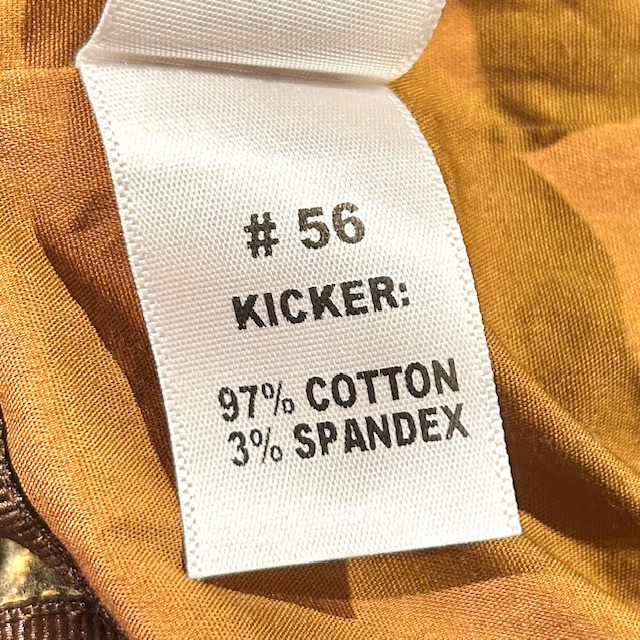 # 56
KICKER:
97% COTTON
3% SPANDEX